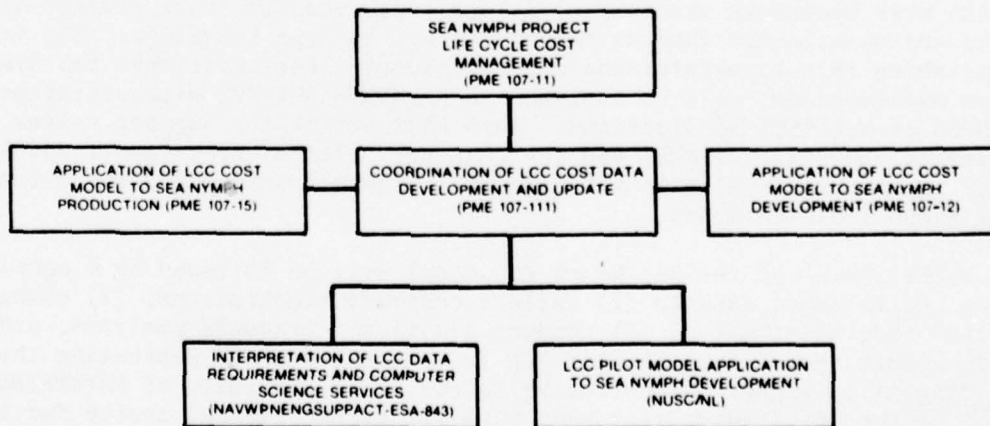 SEA NYMPH PROJECT
LIFE CYCLE COST
MANAGEMENT
(PME 107-11)
APPLICATION OF LCC COST
MODEL TO SEA NYMPH
PRODUCTION (PME 107-15)
COORDINATION OF LCC COST DATA
DEVELOPMENT AND UPDATE
(PME 107-111)
APPLICATION OF LCC COST
MODEL TO SEA NYMPH
DEVELOPMENT (PME 107-12)
INTERPRETATION OF LCC DATA
REQUIREMENTS AND COMPUTER
SCIENCE SERVICES
(NAVWPNENGSUPPACT-ESA-843)
LCC PILOT MODEL APPLICATION
TO SEA NYMPH DEVELOPMENT
(NUSC/NL)